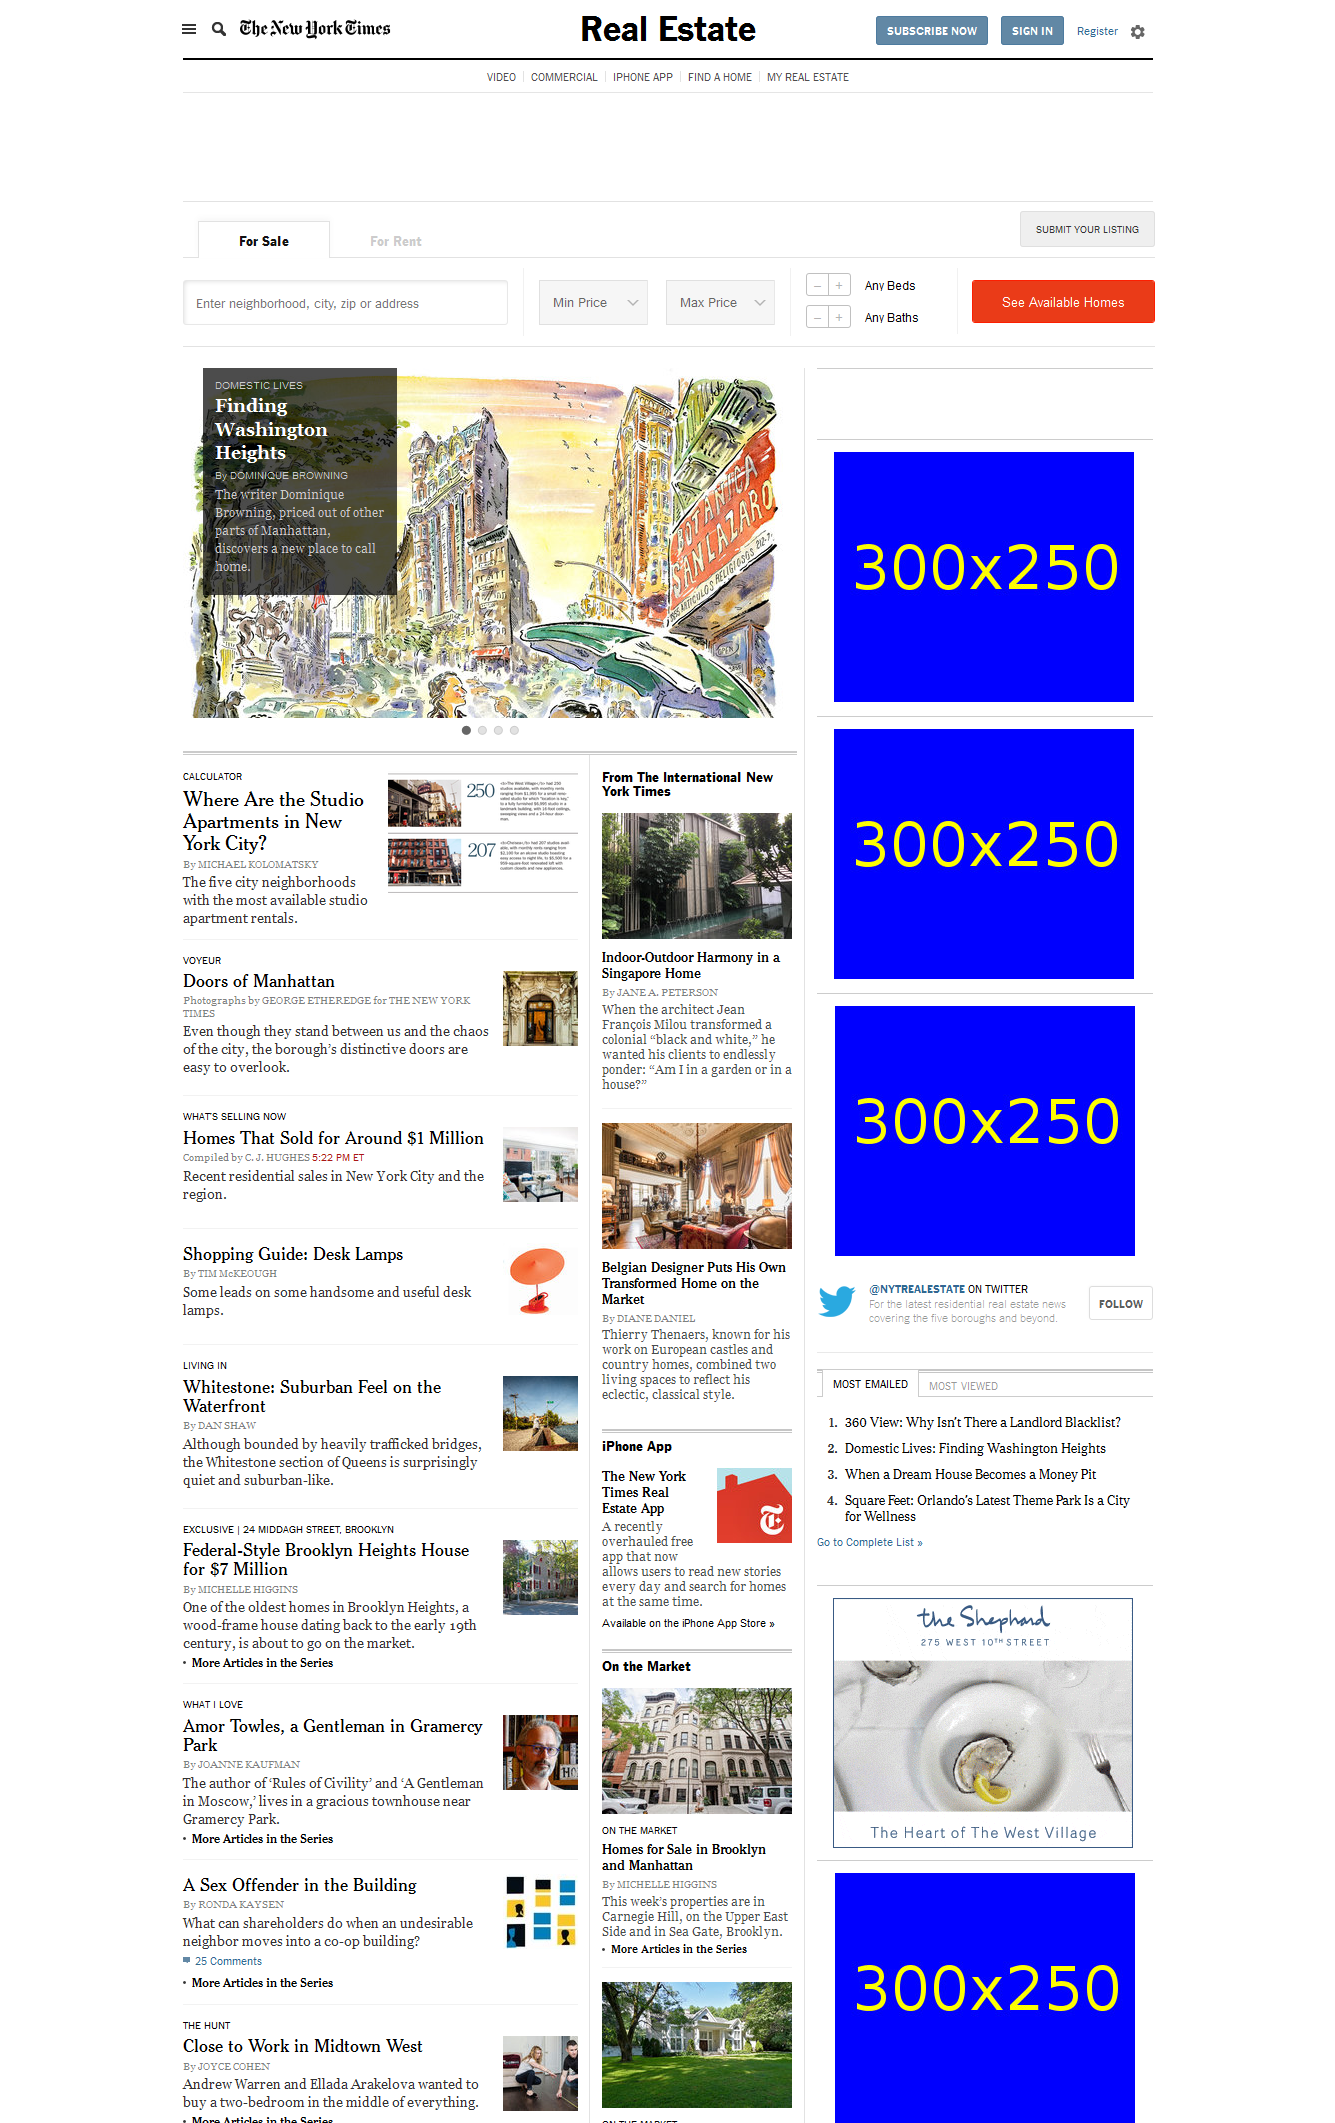 The New York Times
Real Estate
SUBSCRIBE NOW
SIGN IN
Register
VIDEO
COMMERCIAL
IPHONE APP
FIND A HOME
MY REAL ESTATE
For Sale
For Rent
SUBMIT YOUR LISTING
Enter neighborhood, city, zip or address
Min Price
Max Price
– +
Any Beds
– +
Any Baths
See Available Homes
DOMESTIC LIVES
Finding
Washington
Heights
By DOMINIQUE BROWNING
The writer Dominique
Browning, priced out of other
parts of Manhattan,
discovers a new place to call
home.
BOTANICA
SAN LAZARO
ARTICULOS RELIGIOSOS
OPEN
CALCULATOR
Where Are the Studio
Apartments in New
York City?
By MICHAEL KOLOMATSKY
The five city neighborhoods
with the most available studio
apartment rentals.
250
207
VOYEUR
Doors of Manhattan
Photographs by GEORGE ETHEREDGE for THE NEW YORK
TIMES
Even though they stand between us and the chaos
of the city, the borough’s distinctive doors are
easy to overlook.
WHAT'S SELLING NOW
Homes That Sold for Around $1 Million
Compiled by C. J. HUGHES 5:22 PM ET
Recent residential sales in New York City and the
region.
Shopping Guide: Desk Lamps
By TIM McKEOUGH
Some leads on some handsome and useful desk
lamps.
LIVING IN
Whitestone: Suburban Feel on the
Waterfront
By DAN SHAW
Although bounded by heavily trafficked bridges,
the Whitestone section of Queens is surprisingly
quiet and suburban-like.
EXCLUSIVE | 24 MIDDAGH STREET, BROOKLYN
Federal-Style Brooklyn Heights House
for $7 Million
By MICHELLE HIGGINS
One of the oldest homes in Brooklyn Heights, a
wood-frame house dating back to the early 19th
century, is about to go on the market.
• More Articles in the Series
WHAT I LOVE
Amor Towles, a Gentleman in Gramercy
Park
By JOANNE KAUFMAN
The author of ‘Rules of Civility’ and ‘A Gentleman
in Moscow,’ lives in a gracious townhouse near
Gramercy Park.
• More Articles in the Series
A Sex Offender in the Building
By RONDA KAYSEN
What can shareholders do when an undesirable
neighbor moves into a co-op building?
25 Comments
• More Articles in the Series
THE HUNT
Close to Work in Midtown West
By JOYCE COHEN
Andrew Warren and Ellada Arakelova wanted to
buy a two-bedroom in the middle of everything.
• More Articles in the Series
From The International New
York Times
Indoor-Outdoor Harmony in a
Singapore Home
By JANE A. PETERSON
When the architect Jean
François Milou transformed a
colonial “black and white,” he
wanted his clients to endlessly
ponder: “Am I in a garden or in a
house?”
Belgian Designer Puts His Own
Transformed Home on the
Market
By DIANE DANIEL
Thierry Thenaers, known for his
work on European castles and
country homes, combined two
living spaces to reflect his
eclectic, classical style.
iPhone App
The New York
Times Real
Estate App
A recently
overhauled free
app that now
allows users to read new stories
every day and search for homes
at the same time.
Available on the iPhone App Store »
On the Market
ON THE MARKET
Homes for Sale in Brooklyn
and Manhattan
By MICHELLE HIGGINS
This week’s properties are in
Carnegie Hill, on the Upper East
Side and in Sea Gate, Brooklyn.
• More Articles in the Series
ON THE MARKET
300x250
300x250
300x250
@NYTREALESTATE ON TWITTER
For the latest residential real estate news
covering the five boroughs and beyond.
FOLLOW
MOST EMAILED
MOST VIEWED
1. 360 View: Why Isn’t There a Landlord Blacklist?
2. Domestic Lives: Finding Washington Heights
3. When a Dream House Becomes a Money Pit
4. Square Feet: Orlando’s Latest Theme Park Is a City
for Wellness
Go to Complete List »
the Shephard
275 WEST 10TH STREET
The Heart of The West Village
300x250